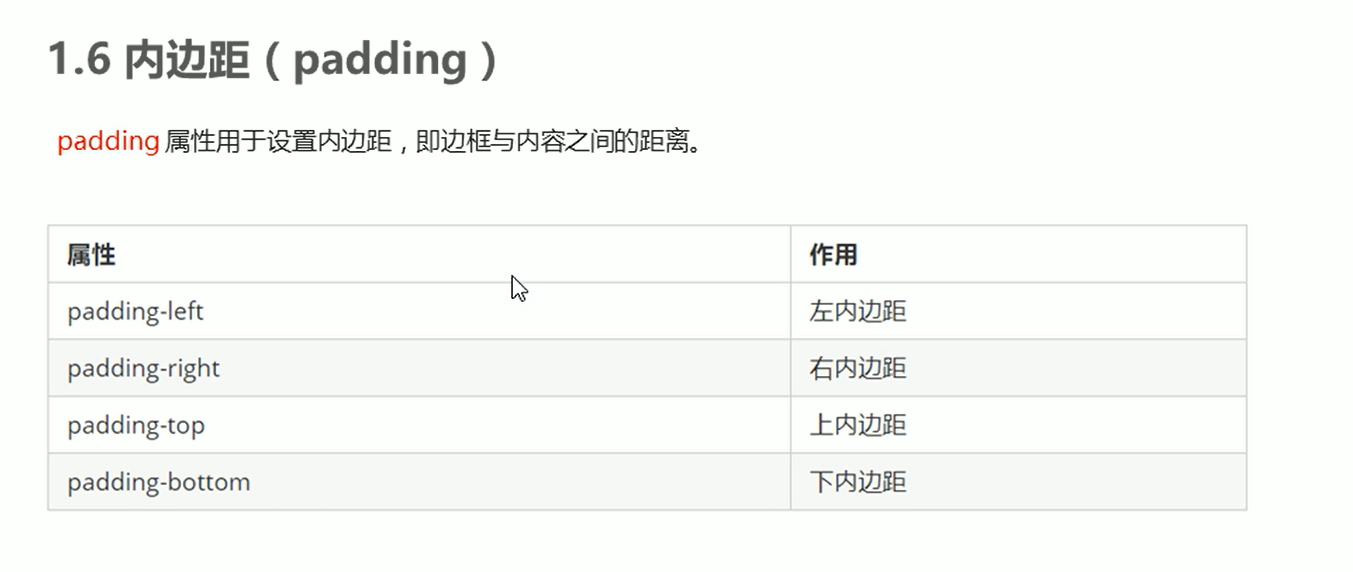 1.6 内边距（padding）
padding 属性用于设置内边距，即边框与内容之间的距离。
属性 作用
padding-left 左内边距
padding-right 右内边距
padding-top 上内边距
padding-bottom 下内边距